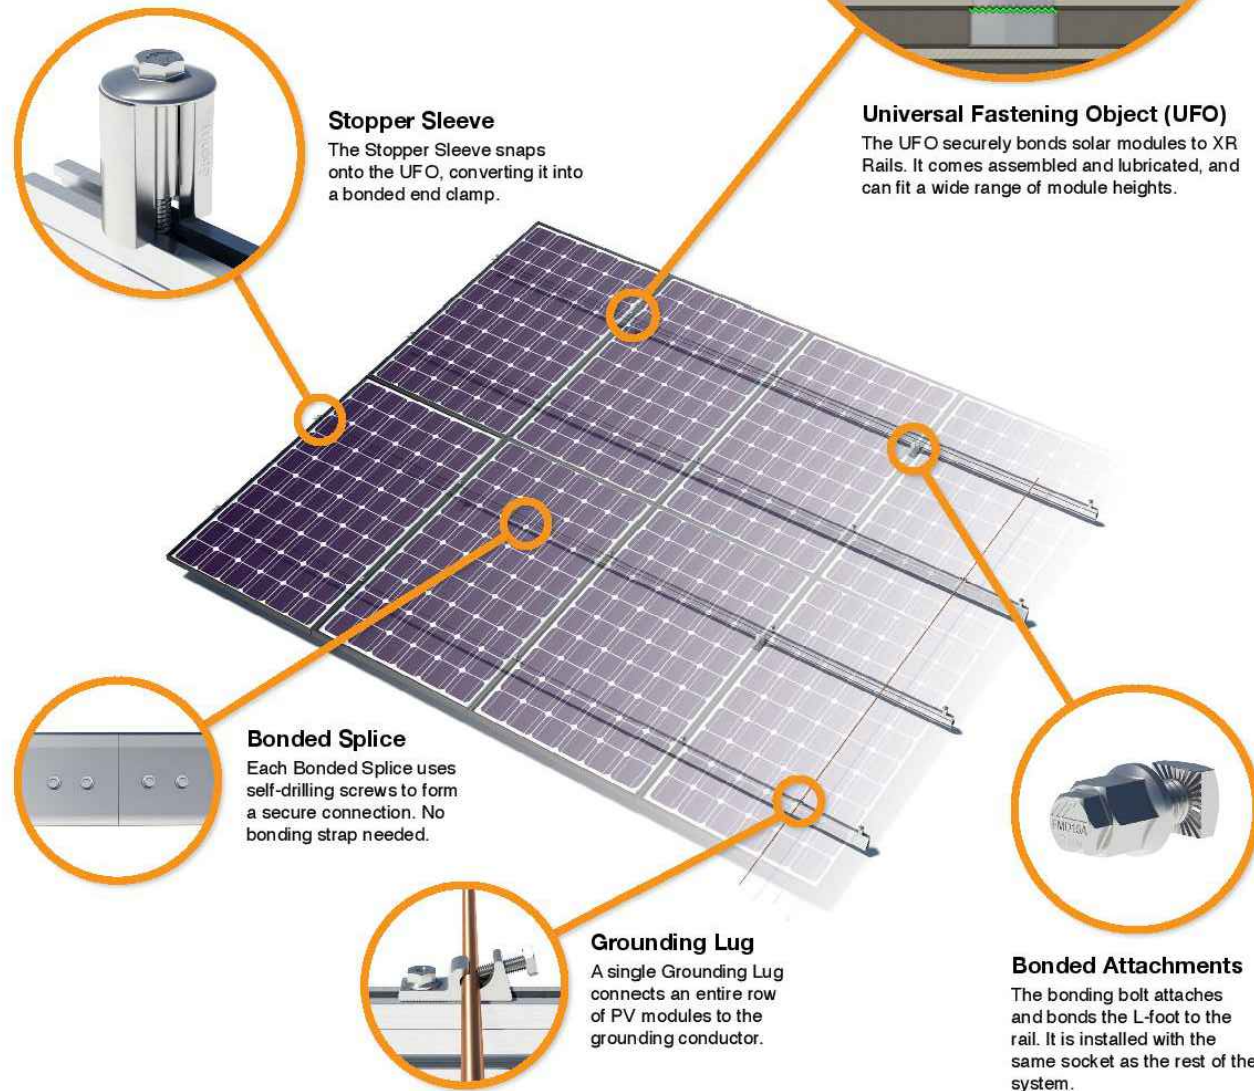 Stopper Sleeve
The Stopper Sleeve snaps
onto the UFO, converting it into
a bonded end clamp.
Universal Fastening Object (UFO)
The UFO securely bonds solar modules to XR
Rails. It comes assembled and lubricated, and
can fit a wide range of module heights.
Bonded Splice
Each Bonded Splice uses
self-drilling screws to form
a secure connection. No
bonding strap needed.
Grounding Lug
A single Grounding Lug
connects an entire row
of PV modules to the
grounding conductor.
Bonded Attachments
The bonding bolt attaches
and bonds the L-foot to the
rail. It is installed with the
same socket as the rest of the
system.